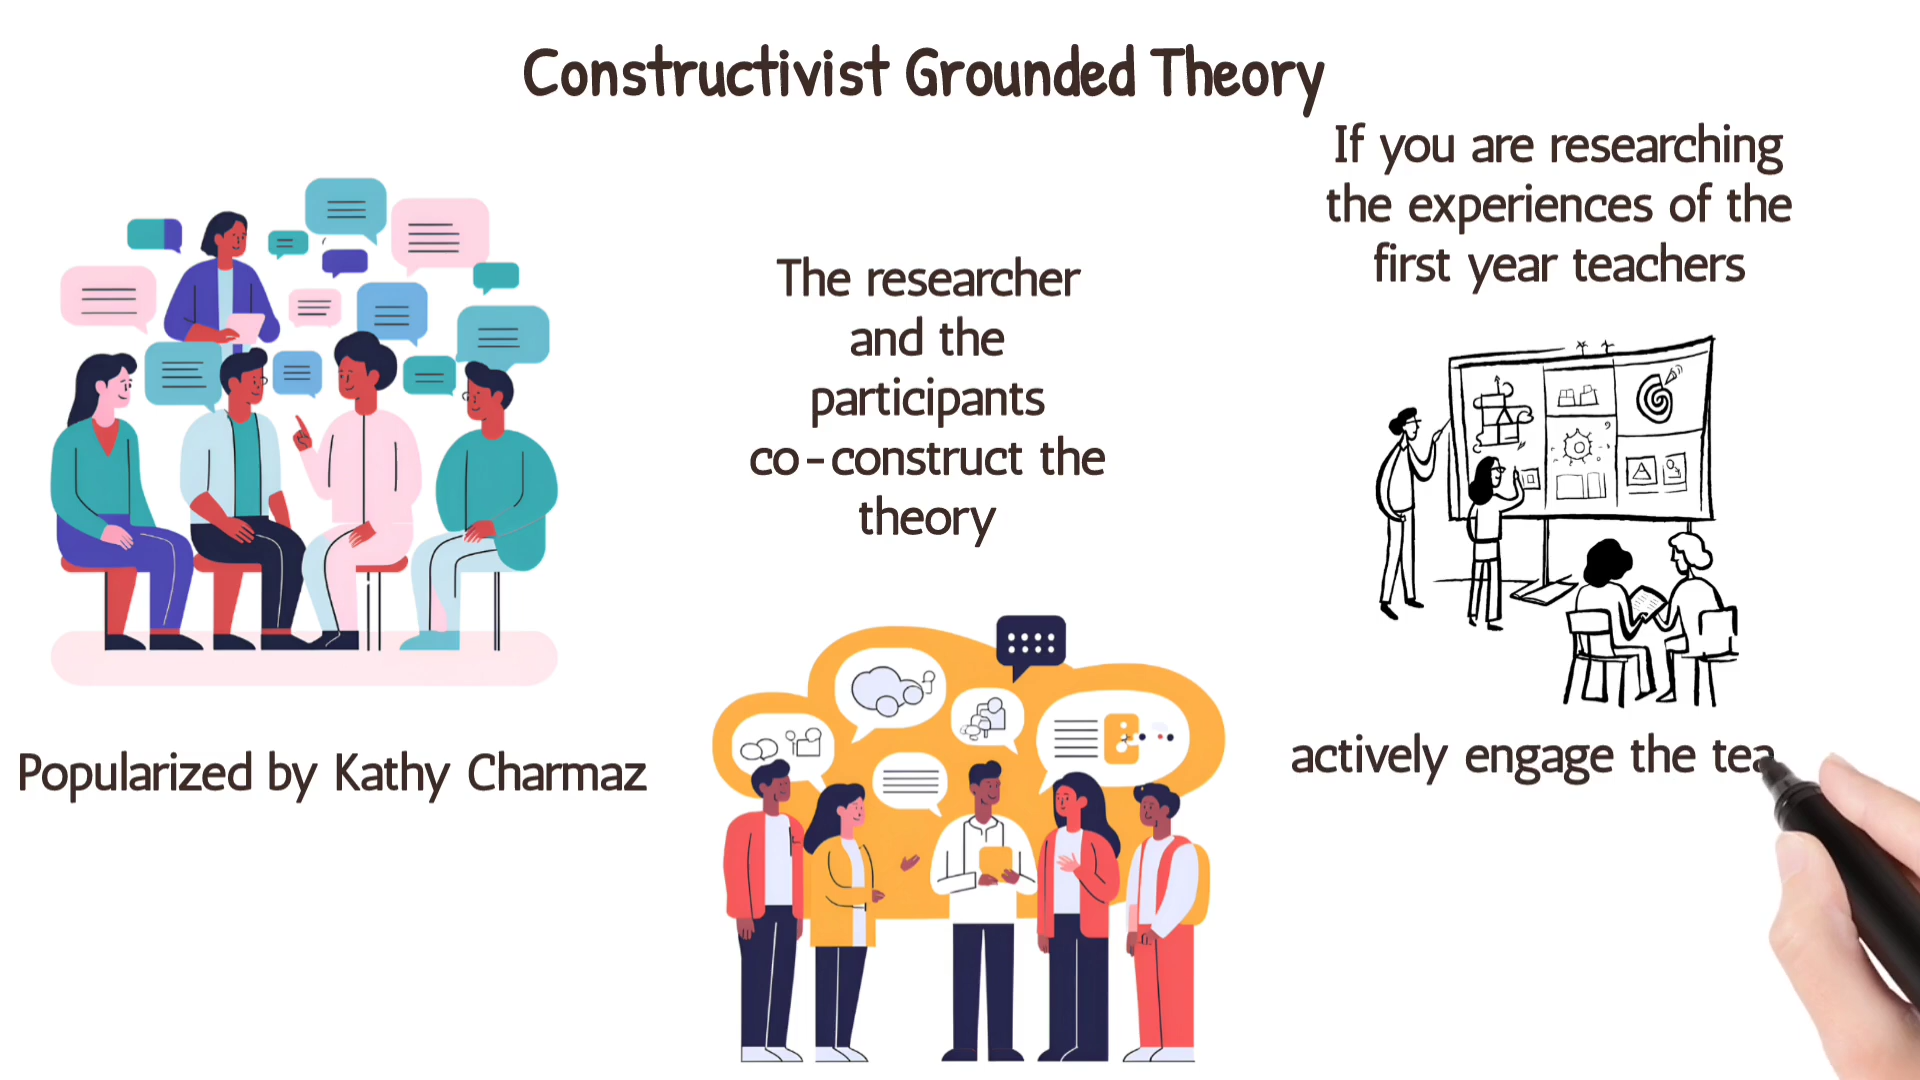 Constructivist Grounded Theory
If you are researching
the experiences of the
first year teachers
The researcher
and the
participants
co-construct the
theory
Popularized by Kathy Charmaz
actively engage the tea